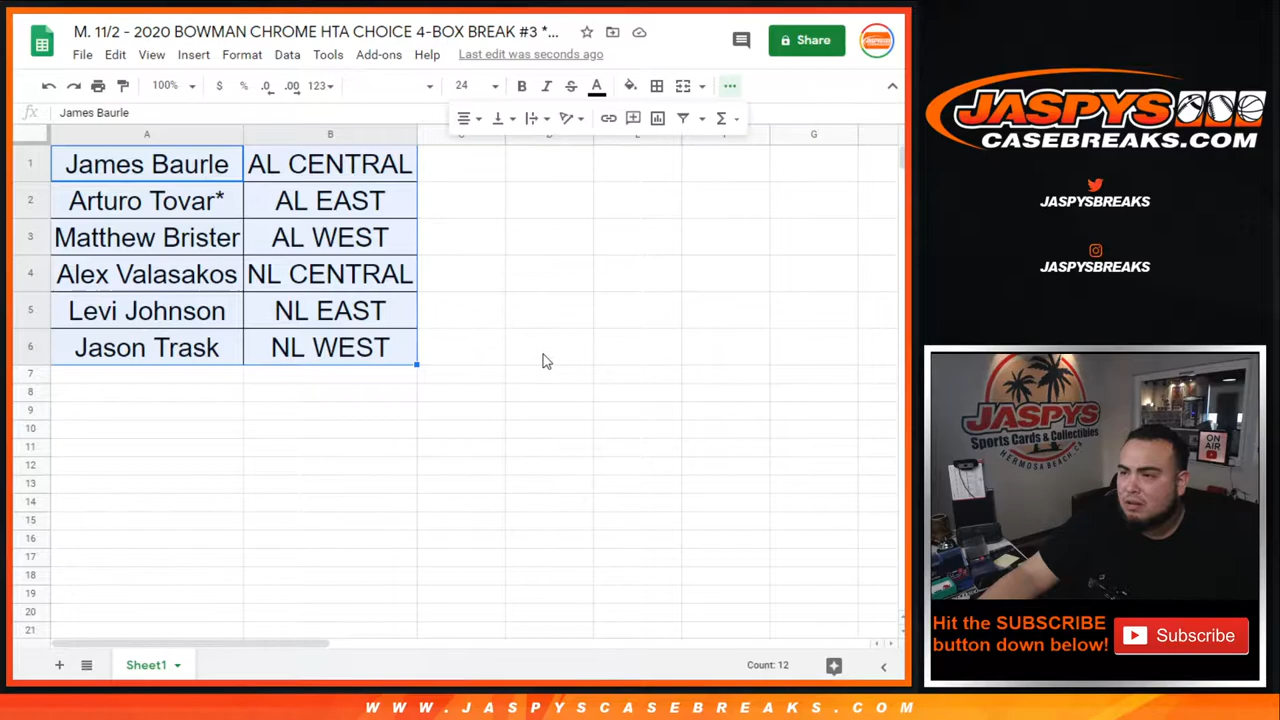 M. 11/2 - 2020 BOWMAN CHROME HTA CHOICE 4-BOX BREAK #3 *...
Share
File Edit View Insert Format Data Tools Add-ons Help Last edit was seconds ago
100% $ % .0 .00 123 24 B I S A ...
fx James Baurle
A B G
1 James Baurle AL CENTRAL
2 Arturo Tovar* AL EAST
3 Matthew Brister AL WEST
4 Alex Valasakos NL CENTRAL
5 Levi Johnson NL EAST
6 Jason Trask NL WEST
7
8
9
10
11
12
13
14
15
16
17
18
19
20
21
Sheet1
Count: 12
JASPYS
CASEBREAKS.COM
JASPYSBREAKS
JASPYSBREAKS
JASPYS
Sports Cards & Collectibles
HERMOSA BEACH, CA
ON AIR
Hit the SUBSCRIBE
button down below!
Subscribe
WWW.JASPYSCASEBREAKS.COM